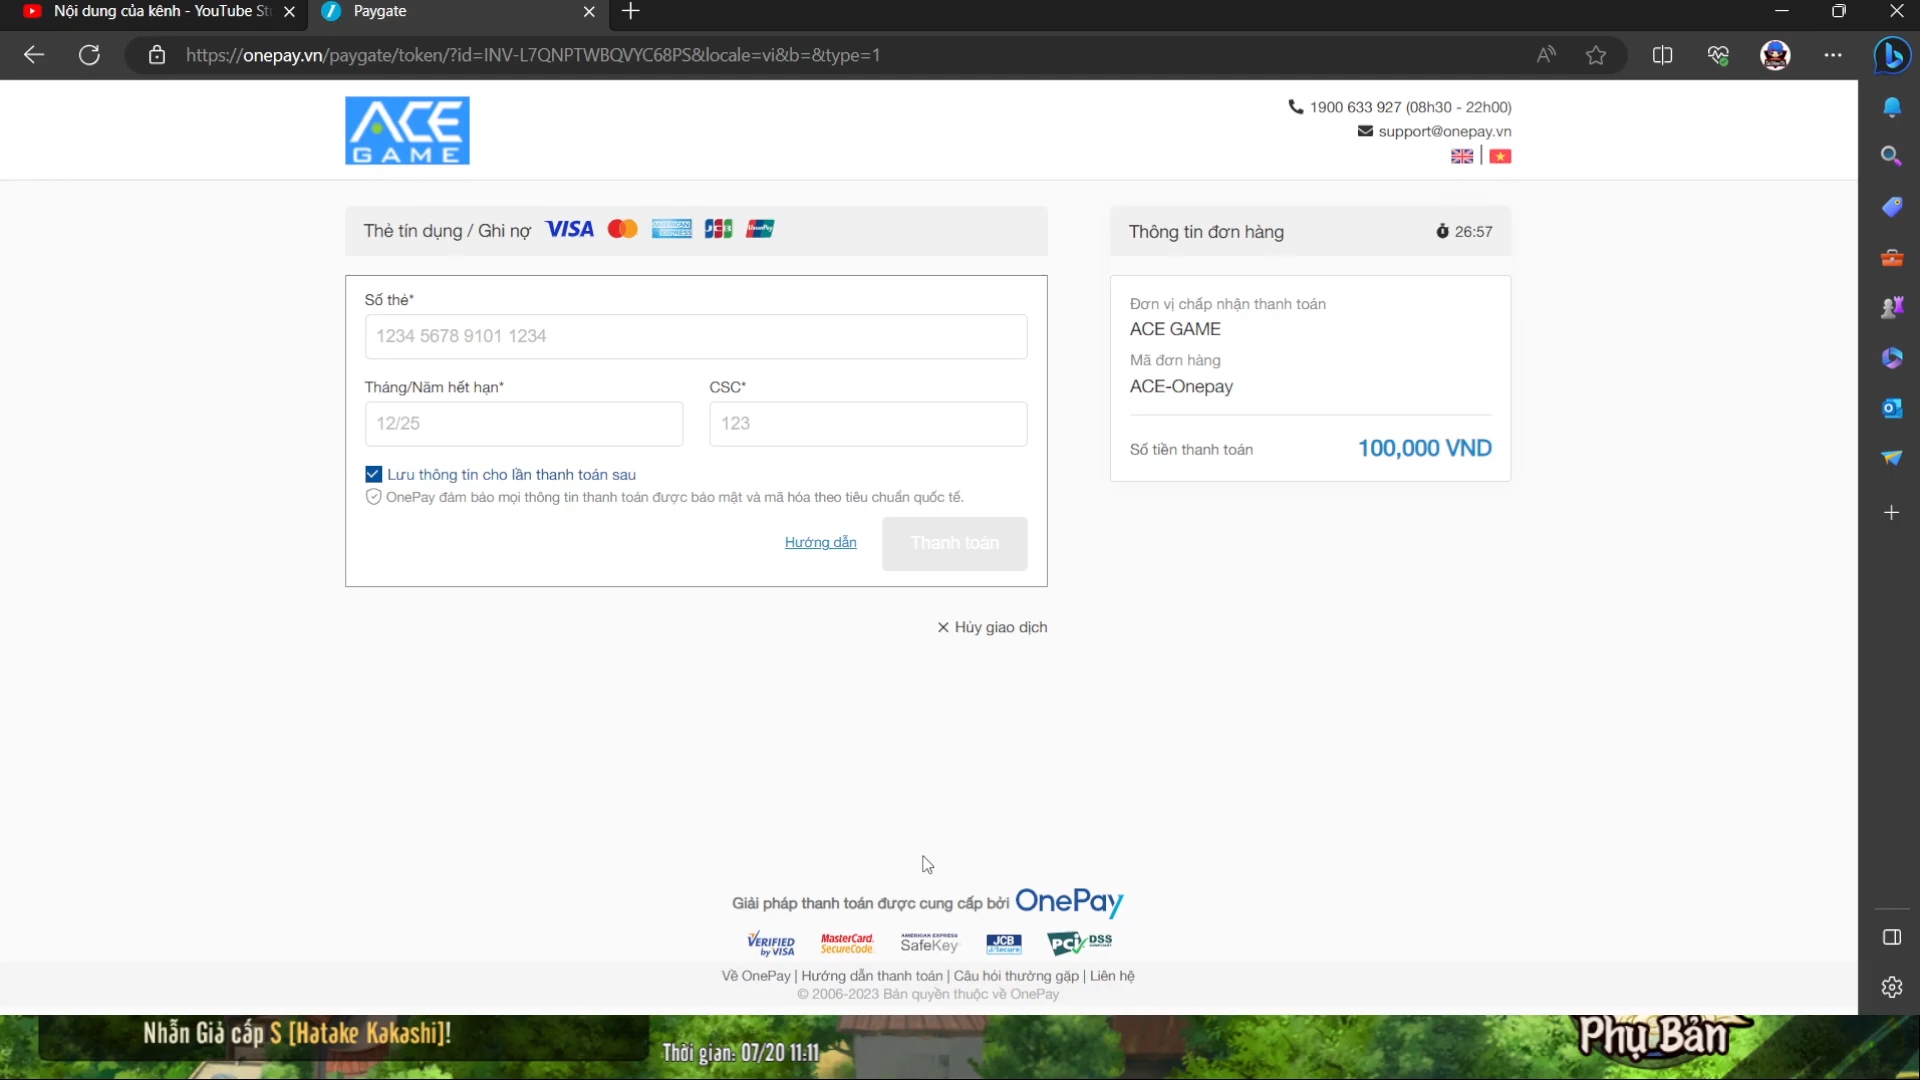 Nội dung của kênh - YouTube St
Paygate
https://onepay.vn/paygate/token/?id=INV-L7QNPTWBQVYC68PS&locale=vi&b=&type=1
ACE
GAME
1900 633 927 (08h30 - 22h00)
support@onepay.vn
Thẻ tín dụng / Ghi nợ VISA AMERICAN EXPRESS JCB UnionPay
Thông tin đơn hàng 26:57
Số thẻ*
1234 5678 9101 1234
Tháng/Năm hết hạn* CSC*
12/25 123
Lưu thông tin cho lần thanh toán sau
OnePay đảm bảo mọi thông tin thanh toán được bảo mật và mã hóa theo tiêu chuẩn quốc tế.
Hướng dẫn Thanh toán
Hủy giao dịch
Đơn vị chấp nhận thanh toán
ACE GAME
Mã đơn hàng
ACE-Onepay
Số tiền thanh toán 100,000 VND
Giải pháp thanh toán được cung cấp bởi OnePay
VERIFIED by VISA MasterCard. SecureCode. AMERICAN EXPRESS SafeKey JCB J/Secure PCI DSS COMPLIANT
Về OnePay | Hướng dẫn thanh toán | Câu hỏi thường gặp | Liên hệ
© 2006-2023 Bản quyền thuộc về OnePay
Nhẫn Giả cấp S [Hatake Kakashi]!
Thời gian: 07/20 11:11
Phụ Bản